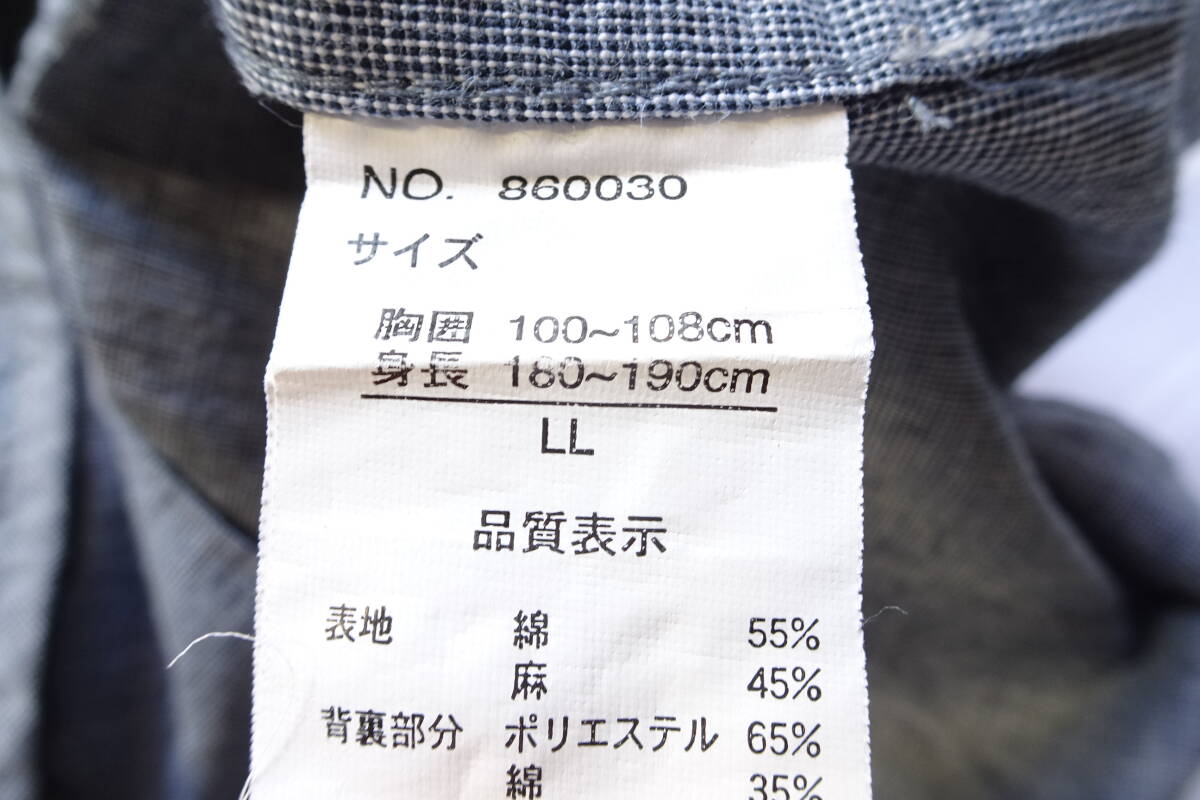 NO. 860030
サイズ
胸囲 100~108cm
身長 180~190cm
LL
品質表示
表地 綿 55%
麻 45%
背裏部分 ポリエステル 65%
綿 35%